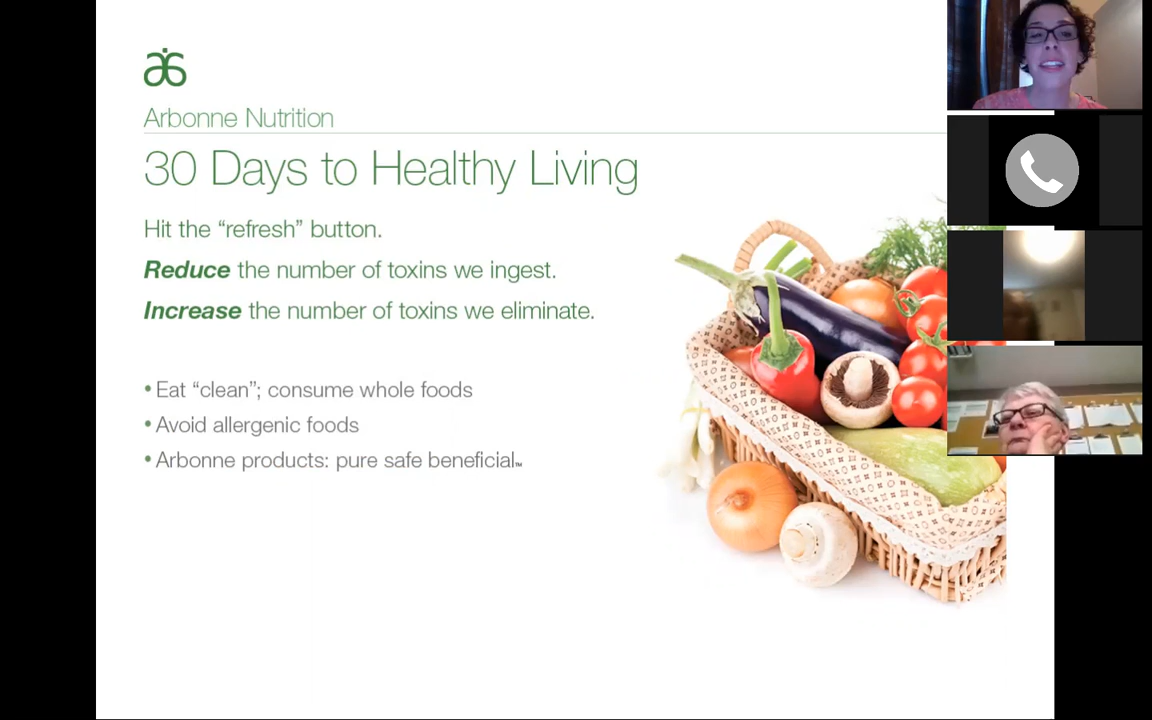 Arbonne Nutrition
30 Days to Healthy Living
Hit the “refresh” button.
Reduce the number of toxins we ingest.
Increase the number of toxins we eliminate.
• Eat “clean”; consume whole foods
• Avoid allergenic foods
• Arbonne products: pure safe beneficial™